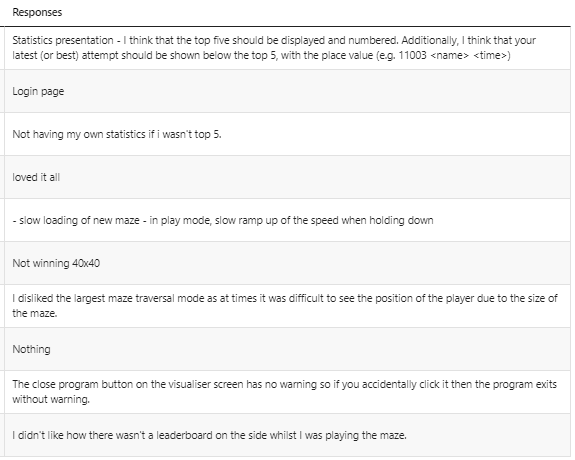 Responses
Statistics presentation - I think that the top five should be displayed and numbered. Additionally, I think that your
latest (or best) attempt should be shown below the top 5, with the place value (e.g. 11003 <name> <time>)
Login page
Not having my own statistics if i wasn't top 5.
loved it all
- slow loading of new maze - in play mode, slow ramp up of the speed when holding down
Not winning 40x40
I disliked the largest maze traversal mode as at times it was difficult to see the position of the player due to the size of
the maze.
Nothing
The close program button on the visualiser screen has no warning so if you accidentally click it then the program exits
without warning.
I didn't like how there wasn't a leaderboard on the side whilst I was playing the maze.